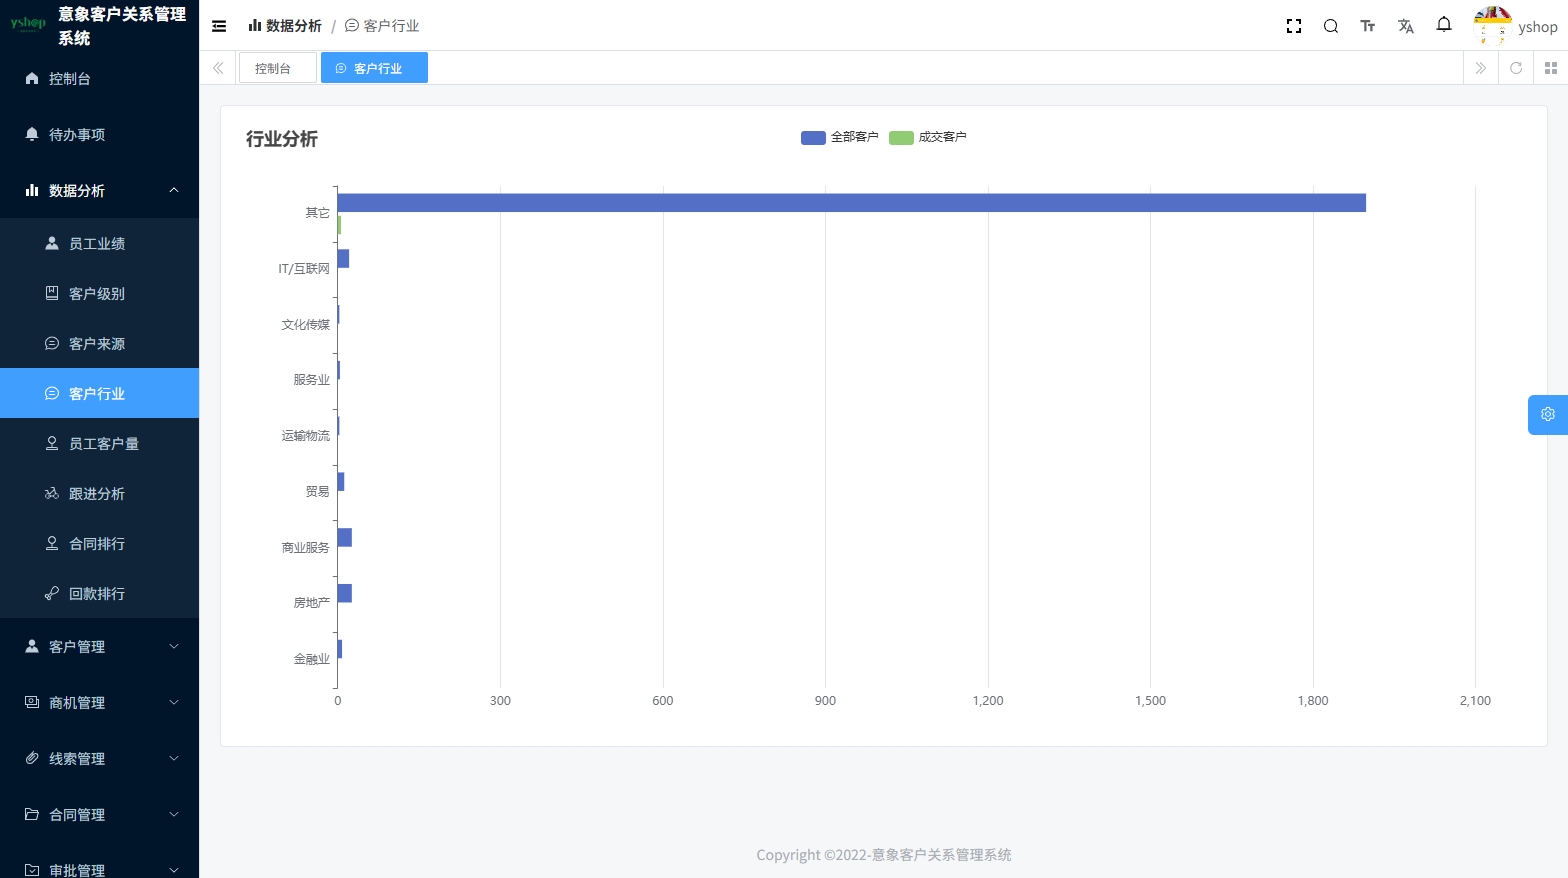 yshop
意象客户关系管理
系统
控制台
待办事项
数据分析
员工业绩
客户级别
客户来源
客户行业
员工客户量
跟进分析
合同排行
回款排行
客户管理
商机管理
线索管理
合同管理
审批管理
数据分析 / 客户行业
yshop
控制台
客户行业
行业分析
全部客户
成交客户
其它
IT/互联网
文化传媒
服务业
运输物流
贸易
商业服务
房地产
金融业
0 300 600 900 1,200 1,500 1,800 2,100
Copyright ©2022-意象客户关系管理系统